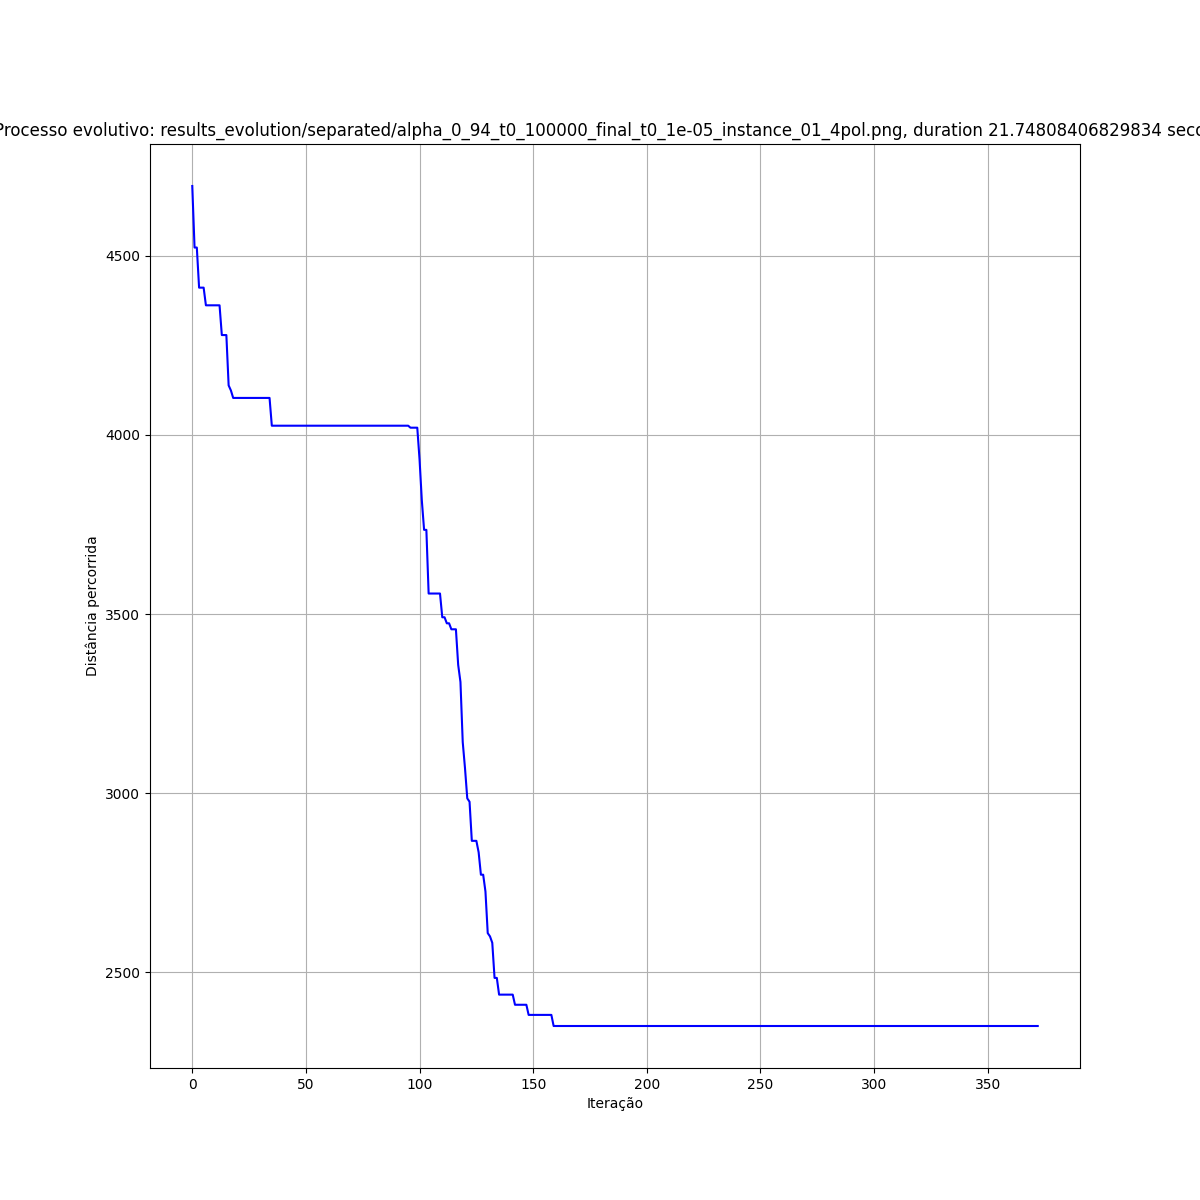 Processo evolutivo: results_evolution/separated/alpha_0_94_t0_100000_final_t0_1e-05_instance_01_4pol.png, duration 21.74808406829834 seco
4500
4000
3500
3000
2500
Distância percorrida
0 50 100 150 200 250 300 350
Iteração